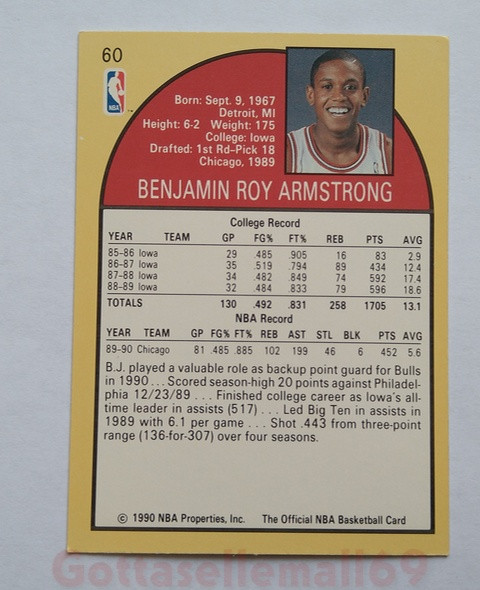 60
NBA
Born: Sept. 9, 1967
Detroit, MI
Height: 6-2 Weight: 175
College: Iowa
Drafted: 1st Rd-Pick 18
Chicago, 1989
BENJAMIN ROY ARMSTRONG
College Record
YEAR TEAM GP FG% FT% REB PTS AVG
85-86 Iowa 29 .485 .905 16 83 2.9
86-87 Iowa 35 .519 .794 89 434 12.4
87-88 Iowa 34 .482 .849 74 592 17.4
88-89 Iowa 32 .484 .833 79 596 18.6
TOTALS 130 .492 .831 258 1705 13.1
NBA Record
YEAR TEAM GP FG% FT% REB AST STL BLK PTS AVG
89-90 Chicago 81 .485 .885 102 199 46 6 452 5.6
B.J. played a valuable role as backup point guard for Bulls
in 1990 . . . Scored season-high 20 points against Philadel-
phia 12/23/89 . . . Finished college career as Iowa's all-
time leader in assists (517) . . . Led Big Ten in assists in
1989 with 6.1 per game . . . Shot .443 from three-point
range (136-for-307) over four seasons.
© 1990 NBA Properties, Inc. The Official NBA Basketball Card
Gottasellemall69